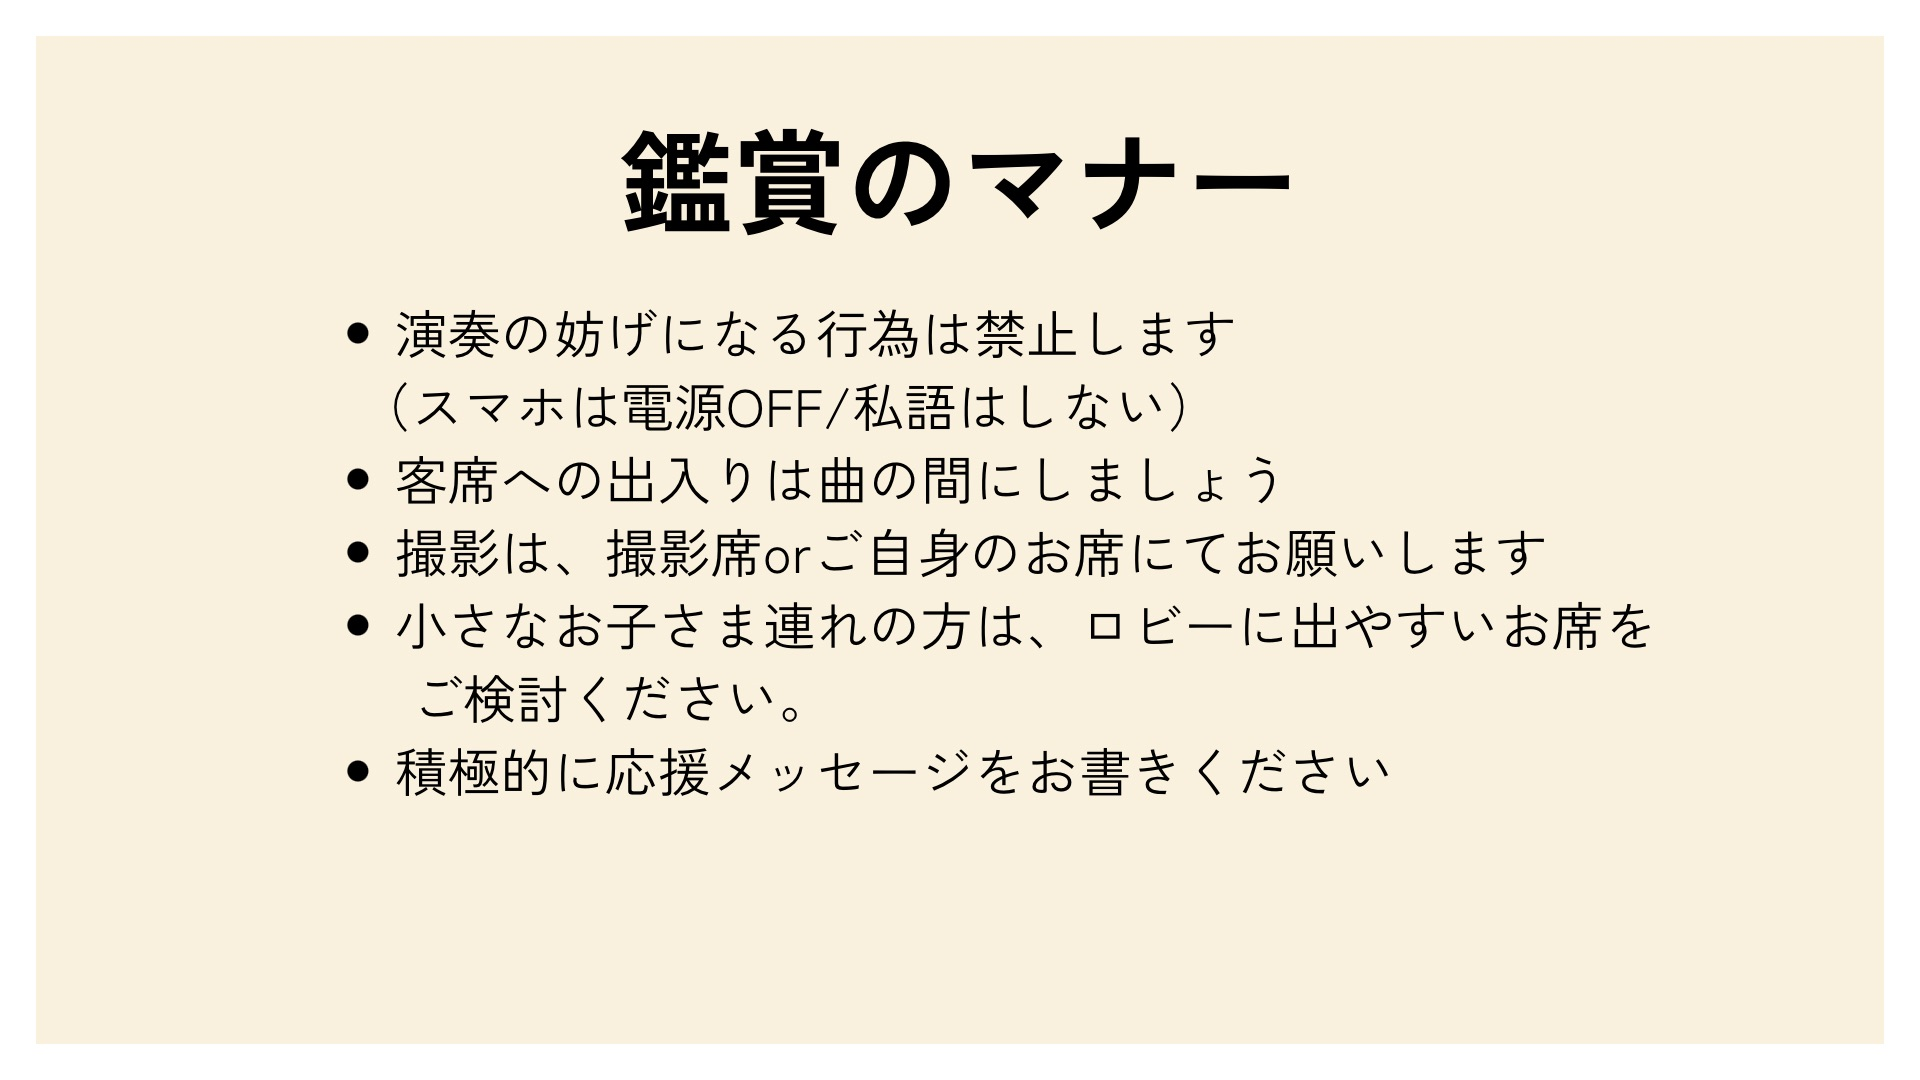 鑑賞のマナー
• 演奏の妨げになる行為は禁止します
（スマホは電源OFF/私語はしない）
• 客席への出入りは曲の間にしましょう
• 撮影は、撮影席orご自身のお席にてお願いします
• 小さなお子さま連れの方は、ロビーに出やすいお席を
ご検討ください。
• 積極的に応援メッセージをお書きください